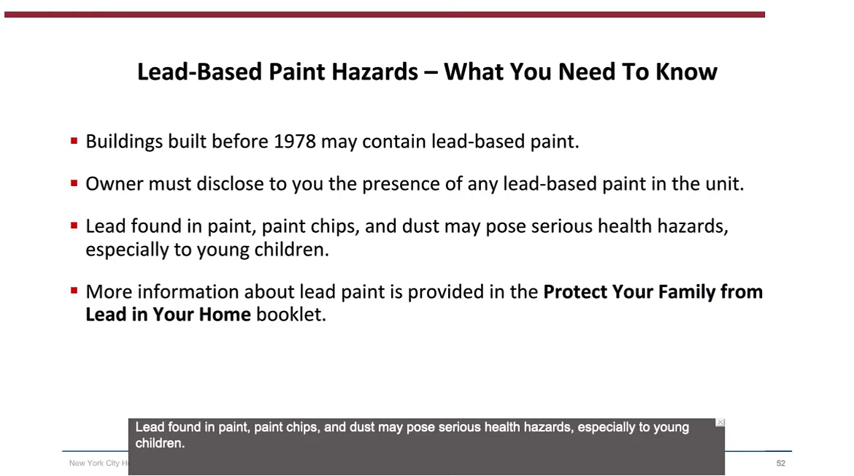 Lead-Based Paint Hazards – What You Need To Know
Buildings built before 1978 may contain lead-based paint.
Owner must disclose to you the presence of any lead-based paint in the unit.
Lead found in paint, paint chips, and dust may pose serious health hazards,
especially to young children.
More information about lead paint is provided in the Protect Your Family from
Lead in Your Home booklet.
Lead found in paint, paint chips, and dust may pose serious health hazards, especially to young
children.
New York City
52